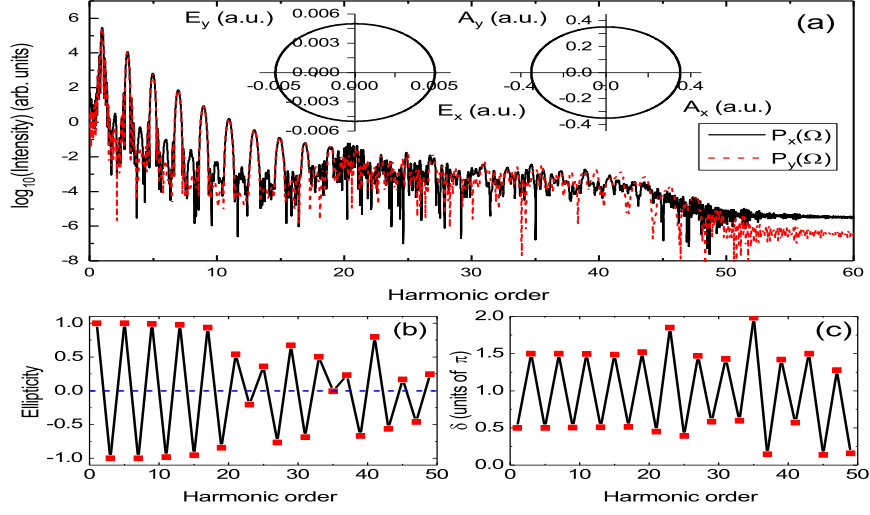 (a)
E_y (a.u.)
0.006
0.003
0.000
-0.003
-0.006
-0.005 0.000 0.005
E_x (a.u.)
A_y (a.u.)
0.4
0.2
0.0
-0.2
-0.4
-0.4 0.0 0.4
A_x (a.u.)
P_x(Ω)
P_y(Ω)
log_10(Intensity) (arb. units)
6
4
2
0
-2
-4
-6
-8
0 10 20 30 40 50 60
Harmonic order
(b)
Ellipticity
1.0
0.5
0.0
-0.5
-1.0
0 10 20 30 40 50
Harmonic order
(c)
δ (units of π)
2.0
1.5
1.0
0.5
0.0
0 10 20 30 40 50
Harmonic order